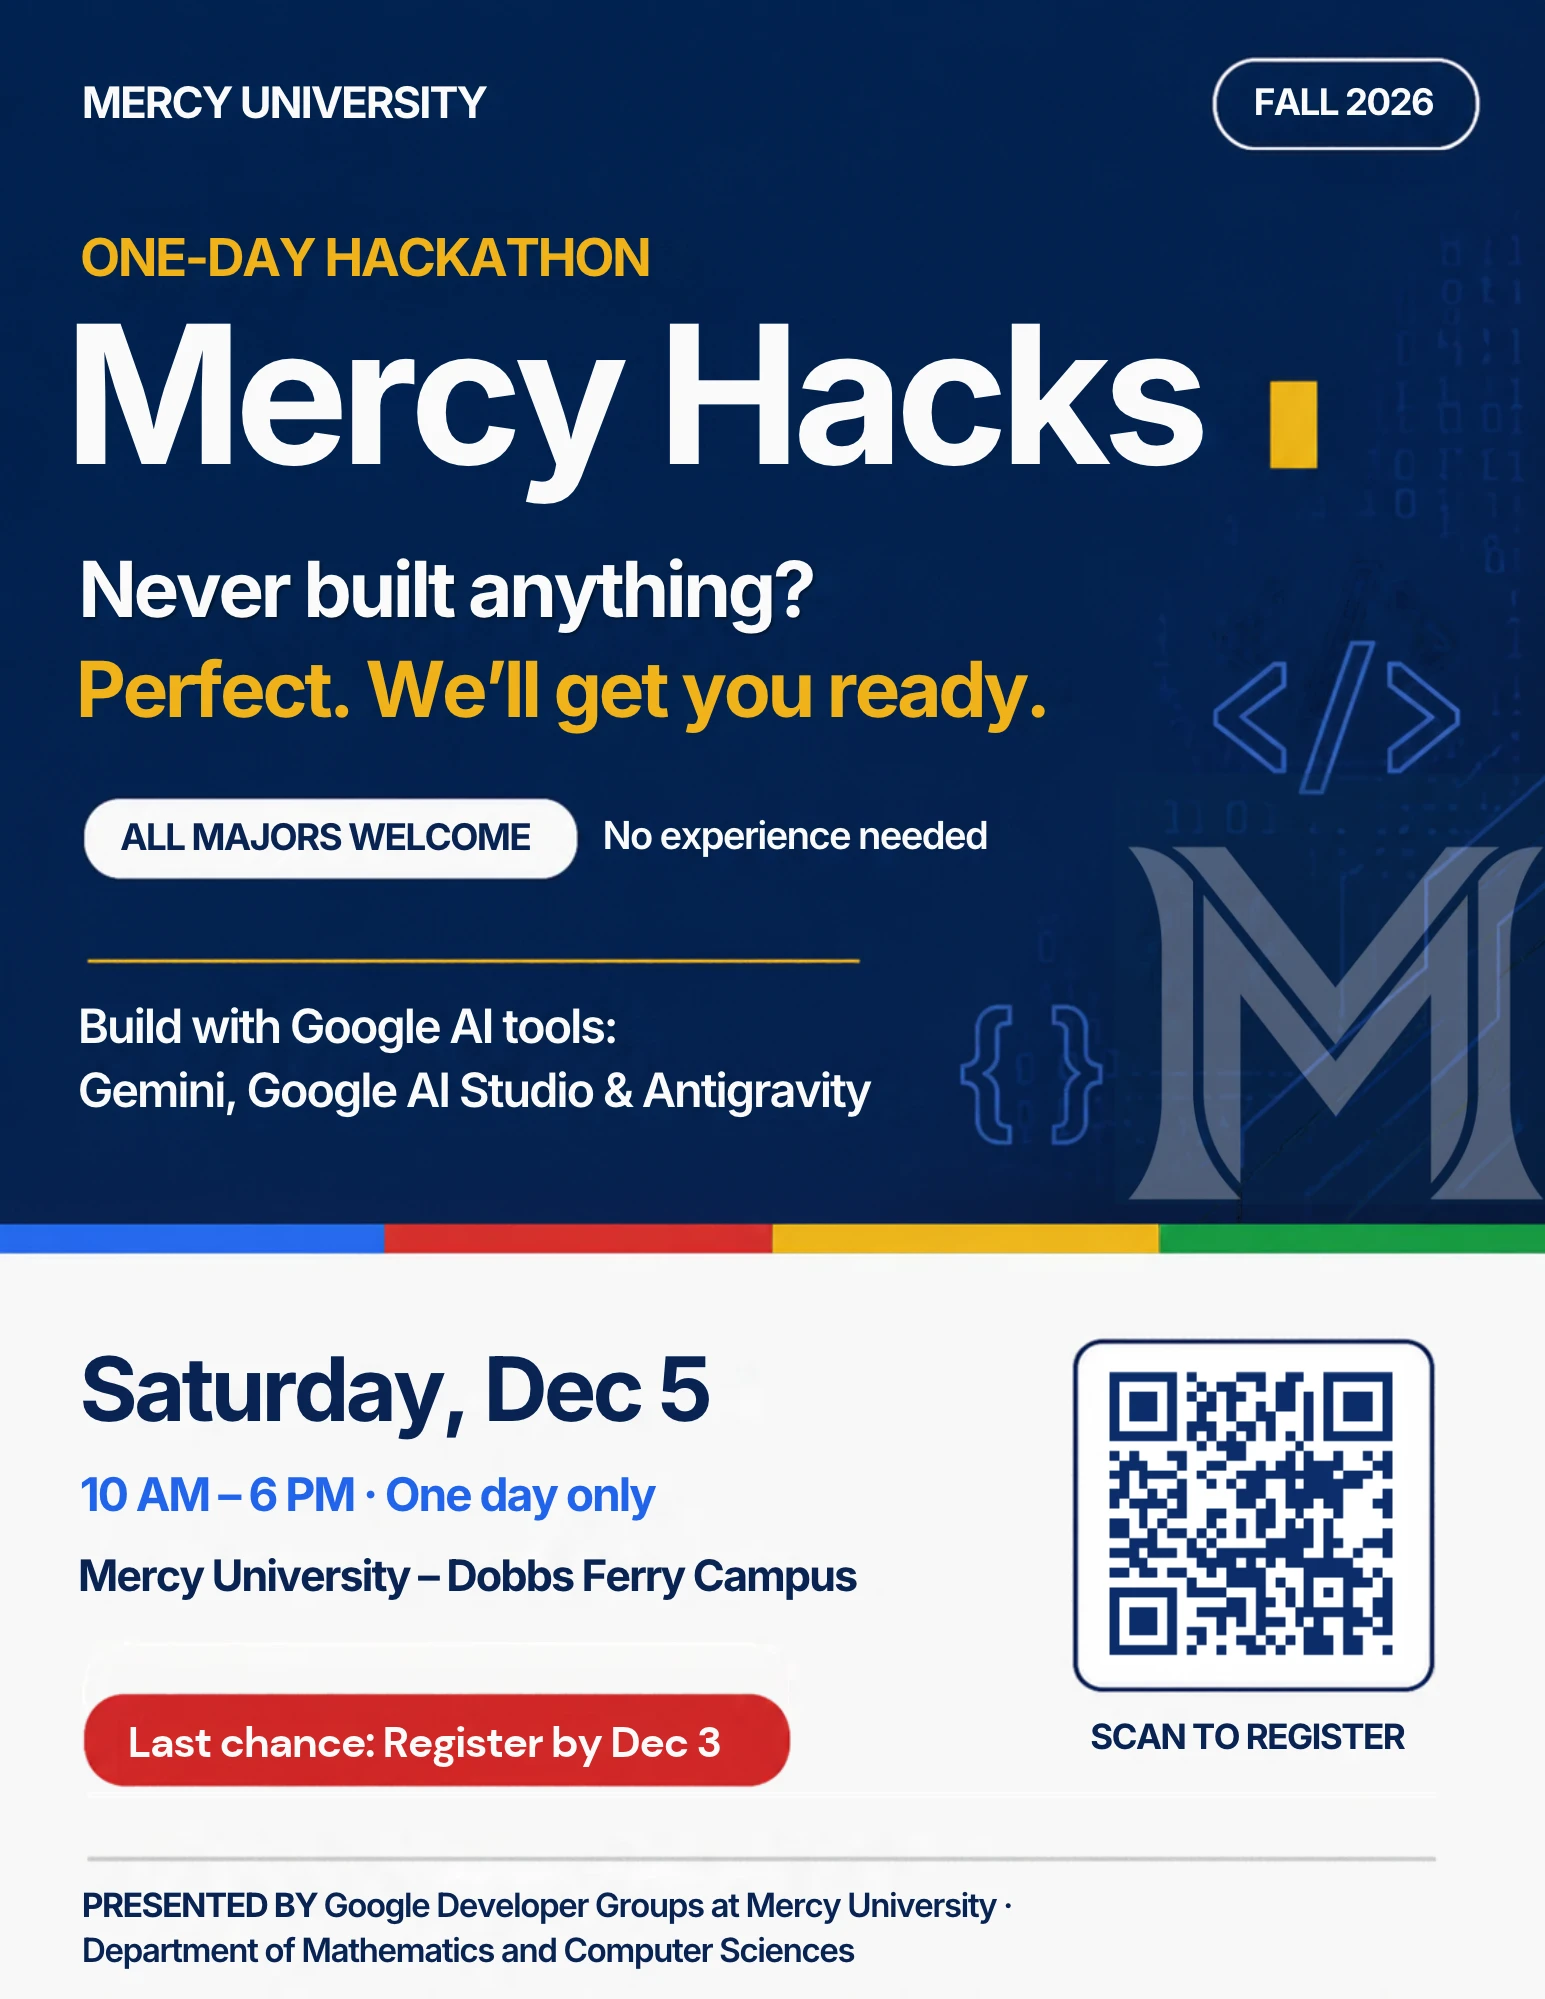 MERCY UNIVERSITY
FALL 2026
ONE-DAY HACKATHON
Mercy Hacks
Never built anything?
Perfect. We’ll get you ready.
ALL MAJORS WELCOME
No experience needed
</>
Build with Google AI tools:
Gemini, Google AI Studio & Antigravity
{ }
M
Saturday, Dec 5
10 AM – 6 PM · One day only
Mercy University – Dobbs Ferry Campus
Last chance: Register by Dec 3
SCAN TO REGISTER
PRESENTED BY Google Developer Groups at Mercy University ·
Department of Mathematics and Computer Sciences